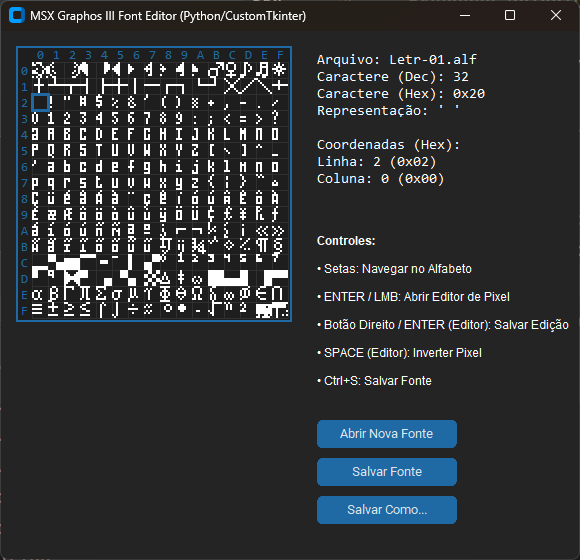 MSX Graphos III Font Editor (Python/CustomTkinter)
0 1 2 3 4 5 6 7 8 9 A B C D E F
0
1
2 ! " # $ % & ' ( ) * + , - . /
3 0 1 2 3 4 5 6 7 8 9 : ; < = > ?
4 @ A B C D E F G H I J K L M N O
5 P Q R S T U V W X Y Z [ \ ] ^ _
6 ` a b c d e f g h i j k l m n o
7 p q r s t u v w x y z { | } ~
8
9
A
B
C
D
E
F
Arquivo: Letr-01.alf
Caractere (Dec): 32
Caractere (Hex): 0x20
Representação: ' '
Coordenadas (Hex):
Linha: 2 (0x02)
Coluna: 0 (0x00)
Controles:
• Setas: Navegar no Alfabeto
• ENTER / LMB: Abrir Editor de Pixel
• Botão Direito / ENTER (Editor): Salvar Edição
• SPACE (Editor): Inverter Pixel
• Ctrl+S: Salvar Fonte
Abrir Nova Fonte
Salvar Fonte
Salvar Como...